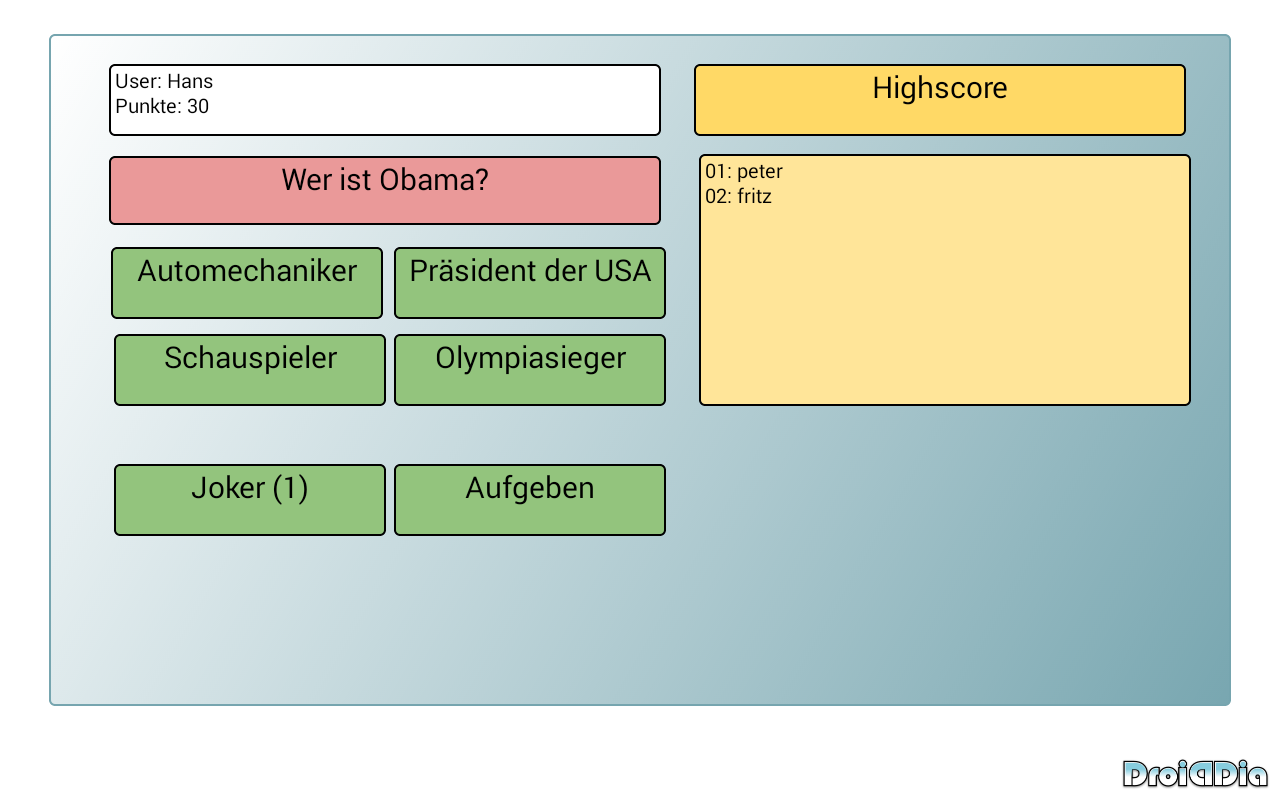 User: Hans
Punkte: 30
Highscore
Wer ist Obama?
01: peter
02: fritz
Automechaniker
Präsident der USA
Schauspieler
Olympiasieger
Joker (1)
Aufgeben
DroidDia